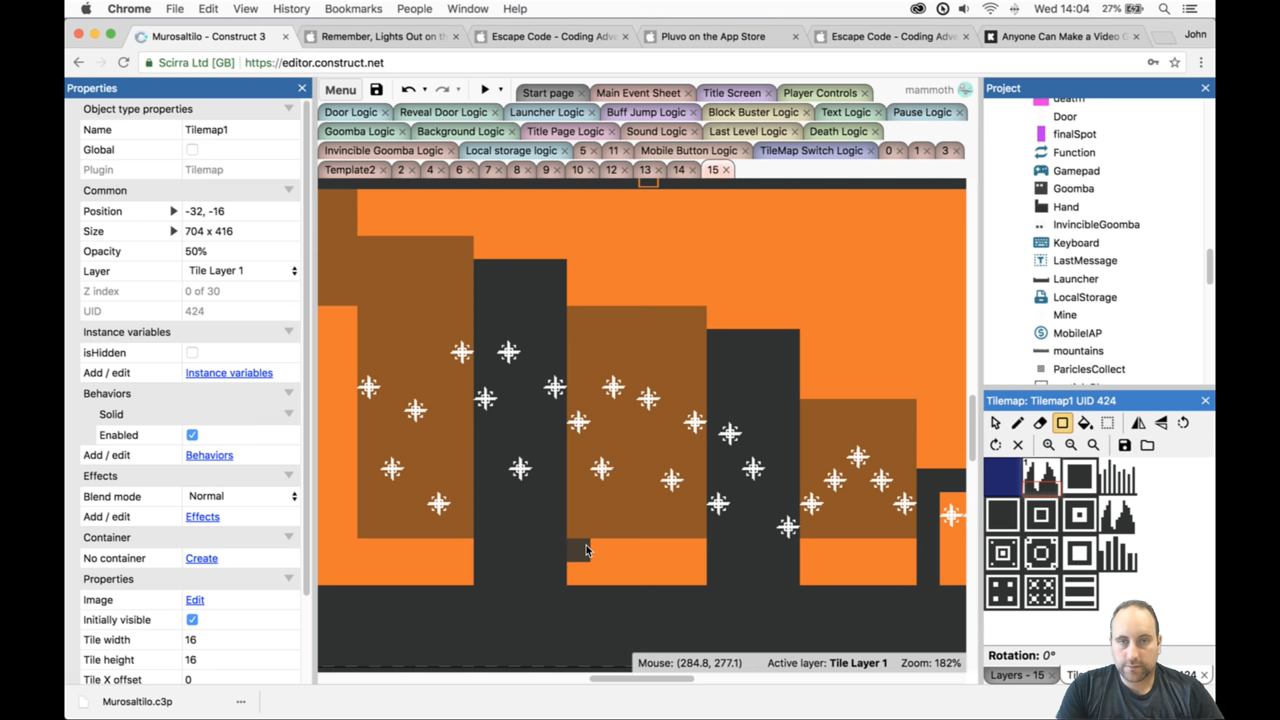 Chrome File Edit View History Bookmarks People Window Help Wed 14:04 27%
Murosaltilo - Construct 3 × Remember, Lights Out on th × Escape Code - Coding Adve × Pluvo on the App Store × Escape Code - Coding Adve × Anyone Can Make a Video G × John
Scirra Ltd [GB] https://editor.construct.net
Properties ×
Object type properties
Name Tilemap1
Global
Plugin Tilemap
Common
Position -32, -16
Size 704 x 416
Opacity 50%
Layer Tile Layer 1
Z index 0 of 30
UID 424
Instance variables
isHidden
Add / edit Instance variables
Behaviors
Solid
Enabled
Add / edit Behaviors
Effects
Blend mode Normal
Add / edit Effects
Container
No container Create
Properties
Image Edit
Initially visible
Tile width 16
Tile height 16
Tile X offset 0
Menu Start page × Main Event Sheet × Title Screen × Player Controls × mammoth
Door Logic × Reveal Door Logic × Launcher Logic × Buff Jump Logic × Block Buster Logic × Text Logic × Pause Logic ×
Goomba Logic × Background Logic × Title Page Logic × Sound Logic × Last Level Logic × Death Logic ×
Invincible Goomba Logic × Local storage logic × 5 × 11 × Mobile Button Logic × TileMap Switch Logic × 0 × 1 × 3 ×
Template2 × 2 × 4 × 6 × 7 × 8 × 9 × 10 × 12 × 13 × 14 × 15 ×
Mouse: (284.8, 277.1) Active layer: Tile Layer 1 Zoom: 182%
Project ×
Door
finalSpot
Function
Gamepad
Goomba
Hand
InvincibleGoomba
Keyboard
LastMessage
Launcher
LocalStorage
Mine
MobileIAP
mountains
PariclesCollect
Tilemap: Tilemap1 UID 424 ×
Rotation: 0°
Layers - 15 ×
Murosaltilo.c3p